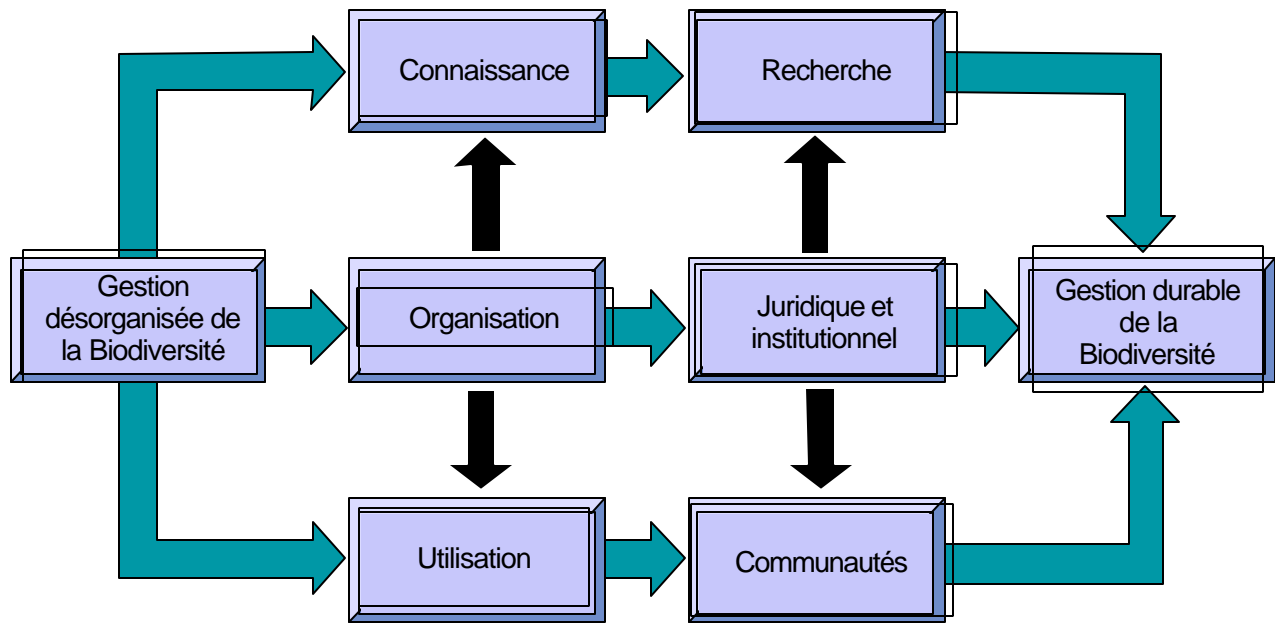 Connaissance
Recherche
Gestion
désorganisée de
la Biodiversité
Organisation
Juridique et
institutionnel
Gestion durable
de la
Biodiversité
Utilisation
Communautés